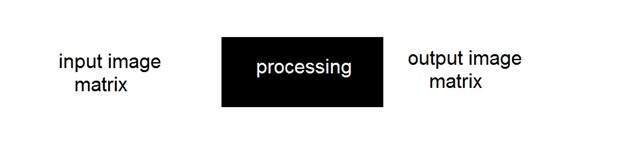 input image
matrix
processing
output image
matrix